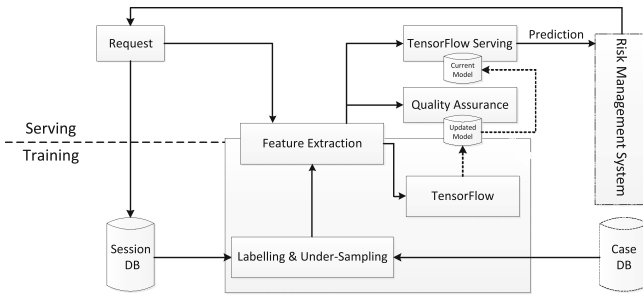 Request
TensorFlow Serving
Prediction
Current
Model
Quality Assurance
Updated
Model
Risk Management System
Serving
Training
Feature Extraction
TensorFlow
Session
DB
Labelling & Under-Sampling
Case
DB